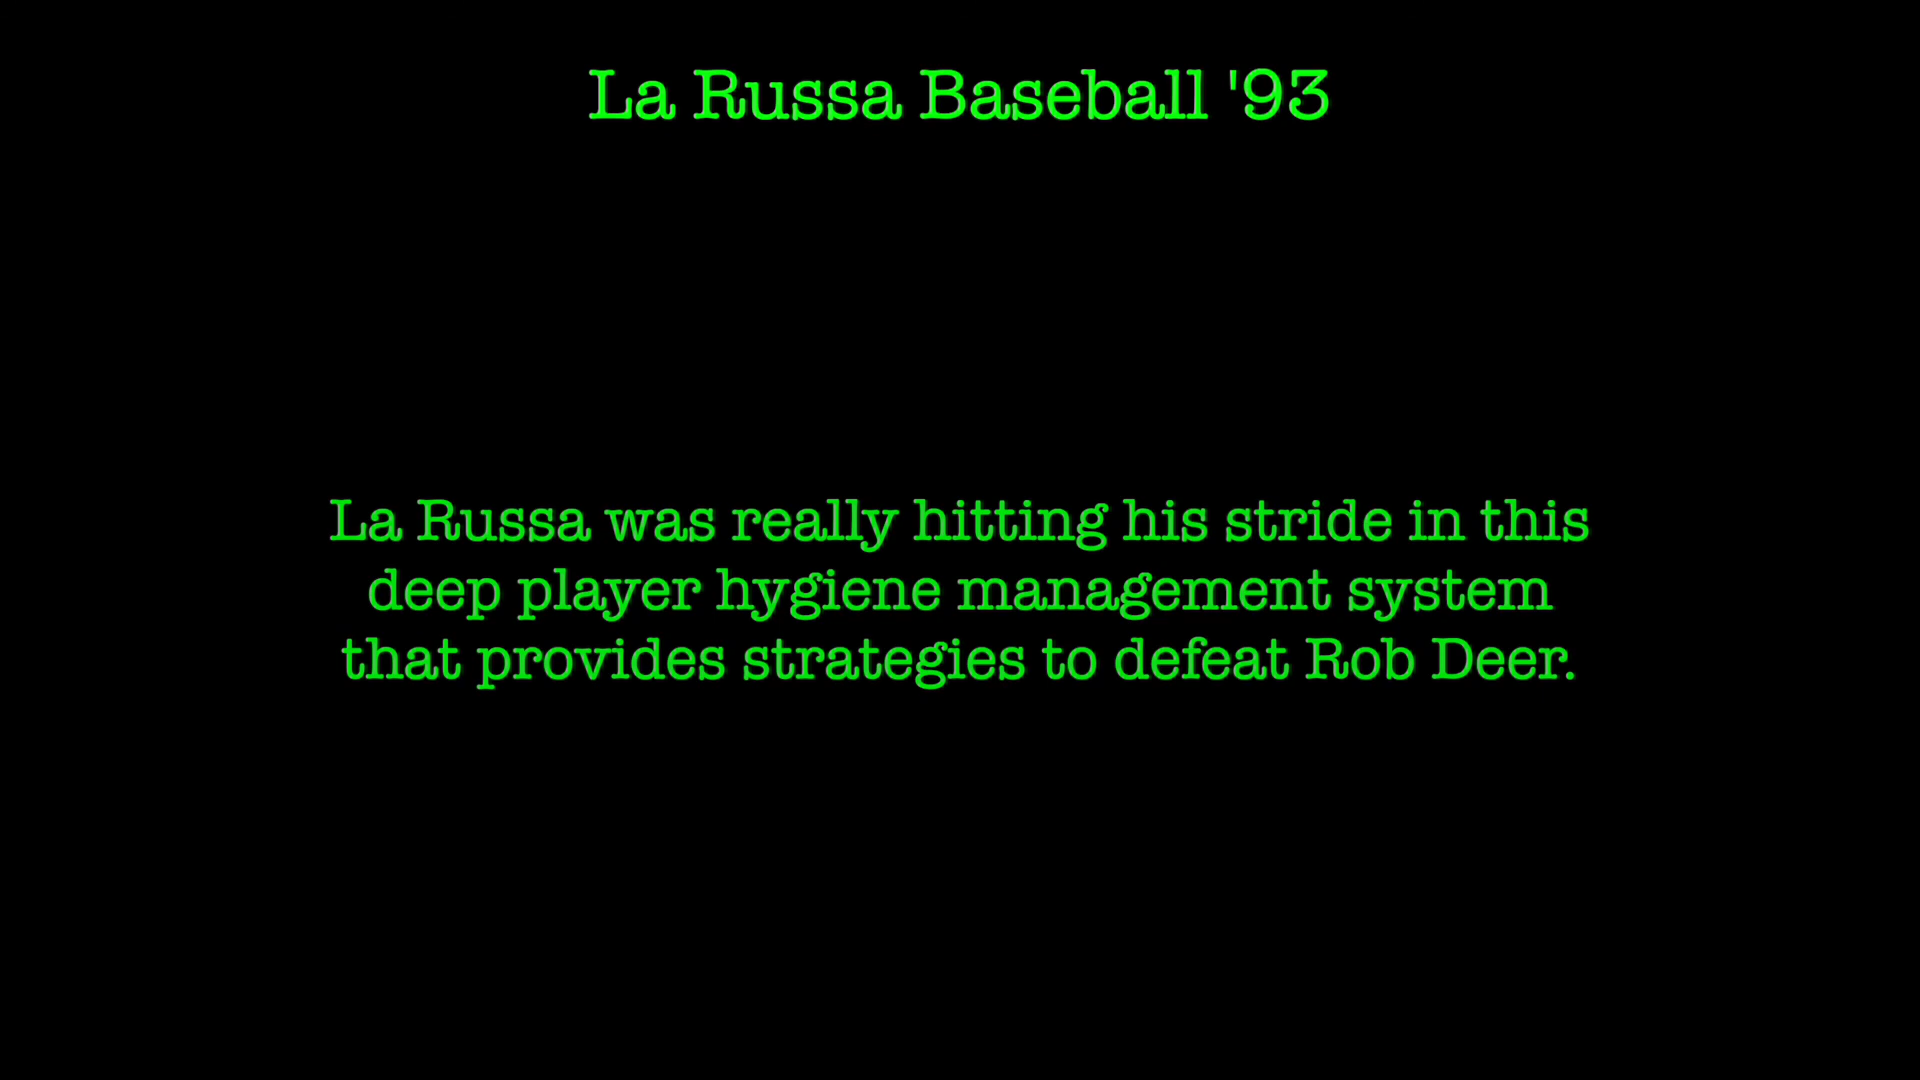 La Russa Baseball '93
La Russa was really hitting his stride in this
deep player hygiene management system
that provides strategies to defeat Rob Deer.